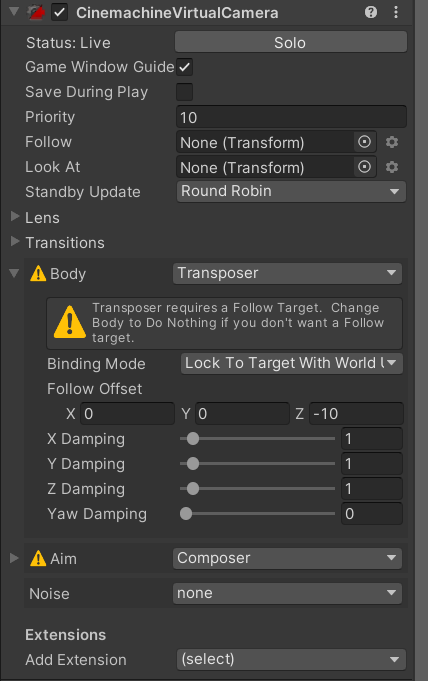 CinemachineVirtualCamera
Status: Live Solo
Game Window Guide
Save During Play
Priority 10
Follow None (Transform)
Look At None (Transform)
Standby Update Round Robin
Lens
Transitions
Body Transposer
Transposer requires a Follow Target. Change
Body to Do Nothing if you don't want a Follow
target.
Binding Mode Lock To Target With World
Follow Offset
X 0 Y 0 Z -10
X Damping 1
Y Damping 1
Z Damping 1
Yaw Damping 0
Aim Composer
Noise none
Extensions
Add Extension (select)